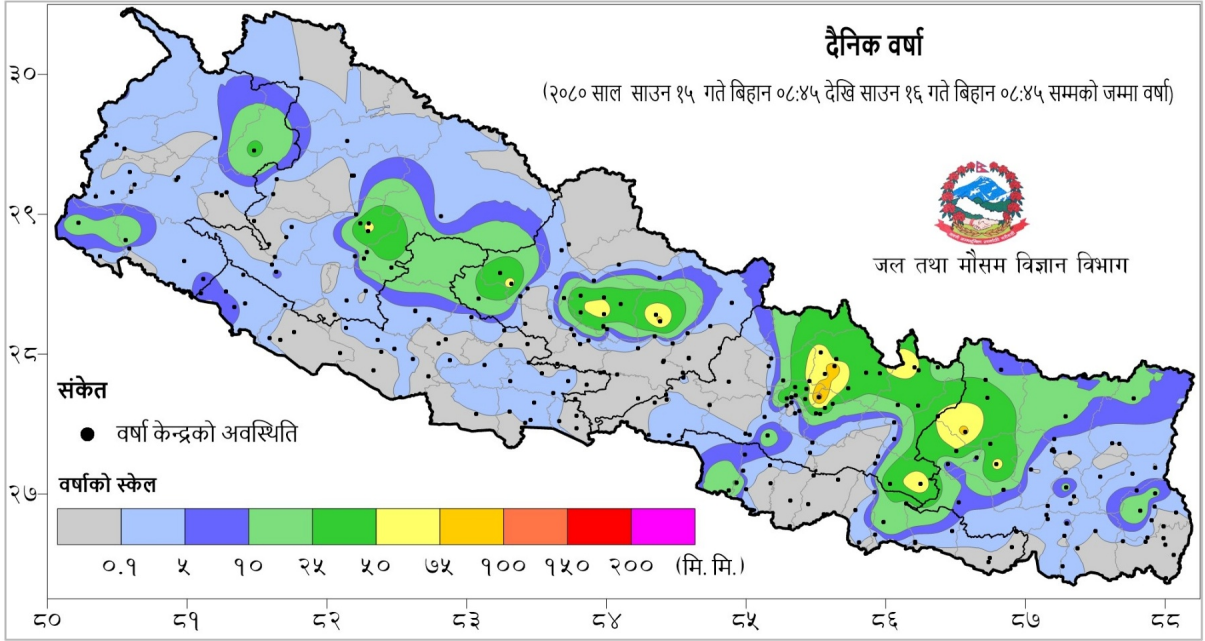 दैनिक वर्षा
(२०८० साल साउन १५ गते बिहान ०८:४५ देखि साउन १६ गते बिहान ०८:४५ सम्मको जम्मा वर्षा)
जल तथा मौसम विज्ञान विभाग
३०
२९
२८
२७
संकेत
वर्षा केन्द्रको अवस्थिति
वर्षाको स्केल
०.१ ५ १० २५ ५० ७५ १०० १५० २०० (मि.मि.)
८० ८१ ८२ ८३ ८४ ८५ ८६ ८७ ८८